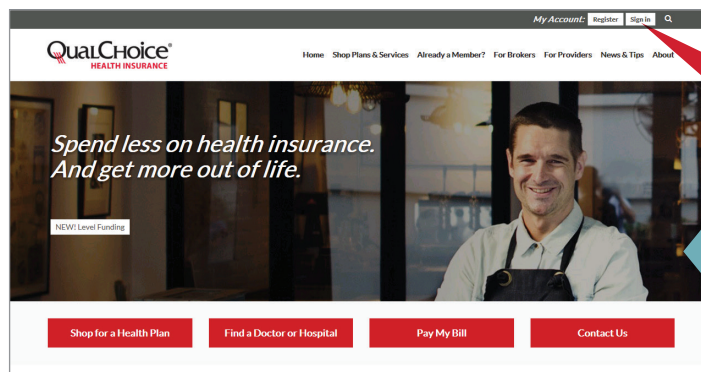 My Account: Register Sign in
QualChoice®
HEALTH INSURANCE
Home Shop Plans & Services Already a Member? For Brokers For Providers News & Tips About
Spend less on health insurance.
And get more out of life.
NEW! Level Funding
Shop for a Health Plan Find a Doctor or Hospital Pay My Bill Contact Us